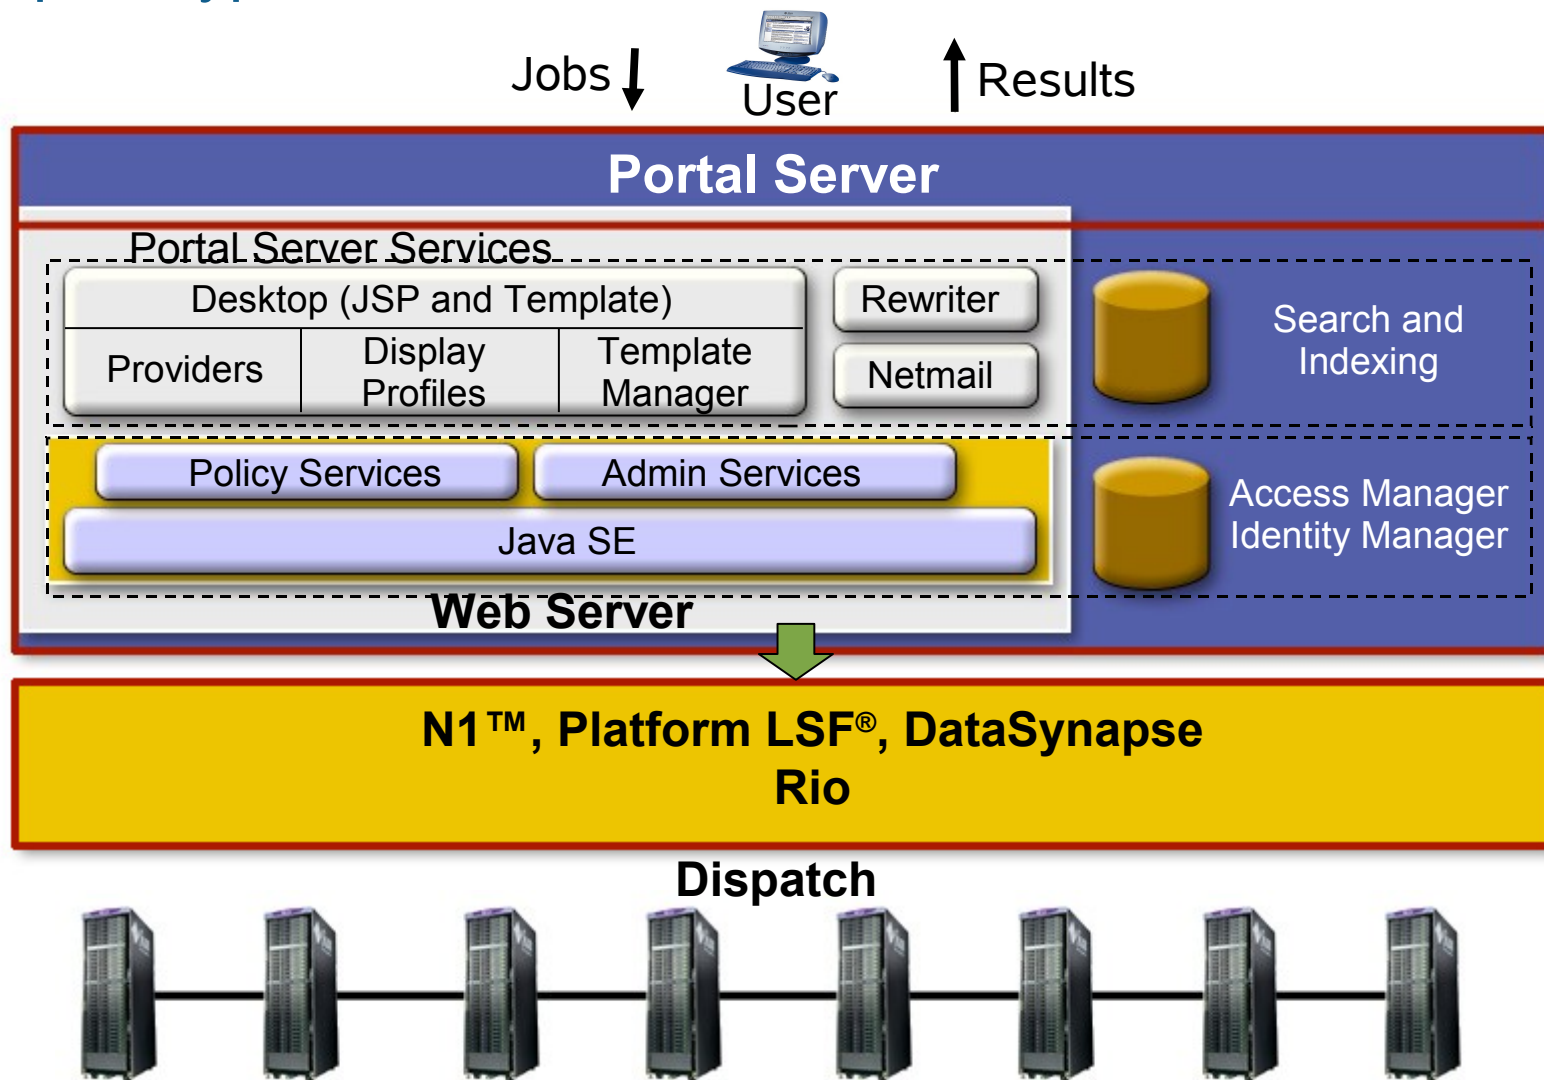 Jobs
User
Results
Portal Server
Portal Server Services
Desktop (JSP and Template)
Providers
Display
Profiles
Template
Manager
Rewriter
Netmail
Search and
Indexing
Policy Services
Admin Services
Java SE
Access Manager
Identity Manager
Web Server
N1™, Platform LSF®, DataSynapse
Rio
Dispatch